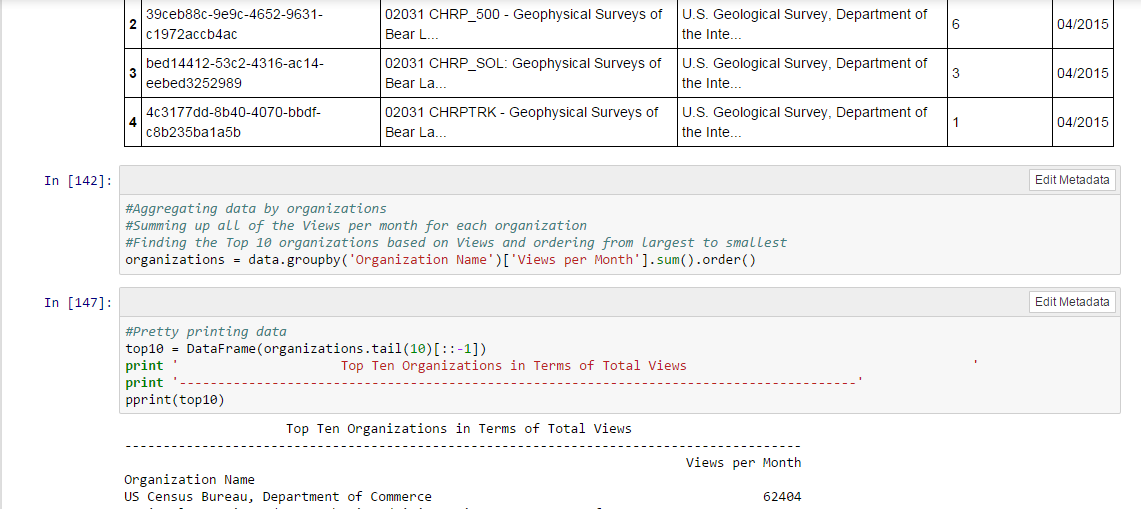 2 39ceb88c-9e9c-4652-9631-c1972accb4ac 02031 CHRP_500 - Geophysical Surveys of Bear L... U.S. Geological Survey, Department of the Inte... 6 04/2015
3 bed14412-53c2-4316-ac14-eebed3252989 02031 CHRP_SOL: Geophysical Surveys of Bear La... U.S. Geological Survey, Department of the Inte... 3 04/2015
4 4c3177dd-8b40-4070-bbdf-c8b235ba1a5b 02031 CHRPTRK - Geophysical Surveys of Bear La... U.S. Geological Survey, Department of the Inte... 1 04/2015
In [142]:
Edit Metadata
#Aggregating data by organizations
#Summing up all of the Views per month for each organization
#Finding the Top 10 organizations based on Views and ordering from largest to smallest
organizations = data.groupby('Organization Name')['Views per Month'].sum().order()
In [147]:
Edit Metadata
#Pretty printing data
top10 = DataFrame(organizations.tail(10)[::-1])
print '                     Top Ten Organizations in Terms of Total Views                                      '
print '----------------------------------------------------------------------------------------'
pprint(top10)
Top Ten Organizations in Terms of Total Views
----------------------------------------------------------------------------------------
Views per Month
Organization Name
US Census Bureau, Department of Commerce 62404